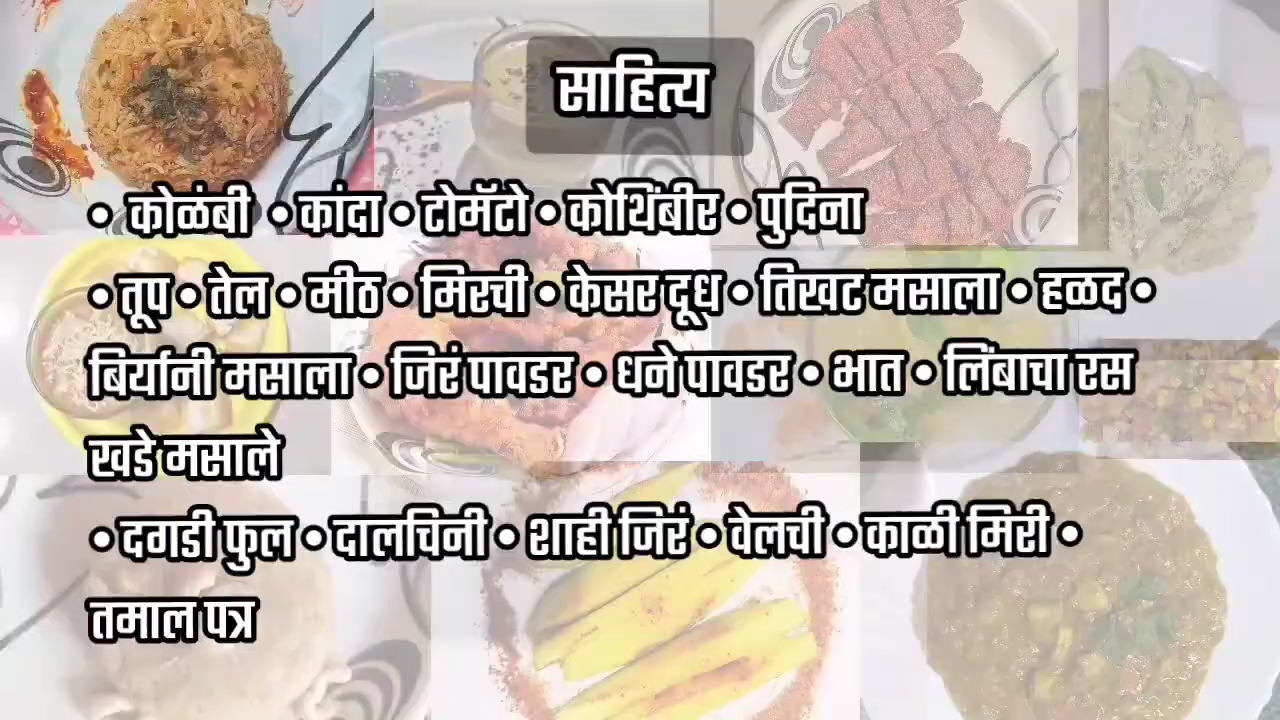 साहित्य
• कोळंबी • कांदा • टोमॅटो • कोथिंबीर • पुदिना
• तूप • तेल • मीठ • मिरची • केसर दूध • तिखट मसाला • हळद •
बिर्यानी मसाला • जिरं पावडर • धने पावडर • भात • लिंबाचा रस
खडे मसाले
• दगडी फुल • दालचिनी • शाही जिरं • वेलची • काळी मिरी •
तमाल पत्र